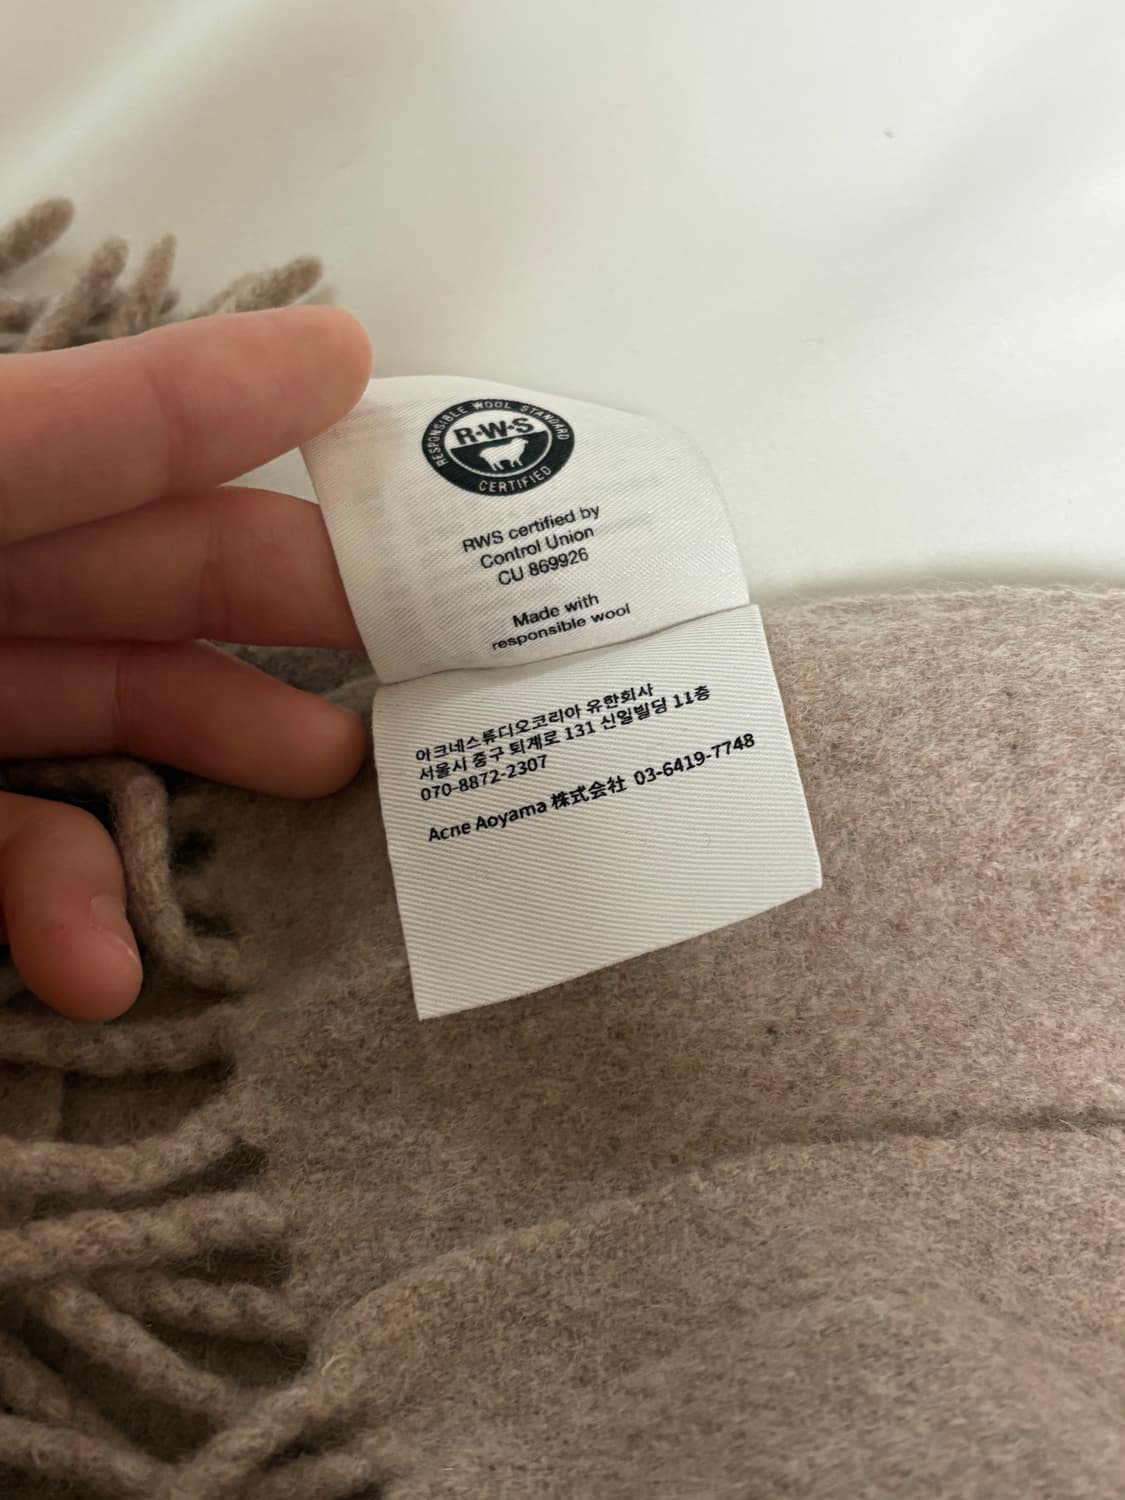 RESPONSIBLE WOOL STANDARD
R·W·S
CERTIFIED
RWS certified by
Control Union
CU 869926
Made with
responsible wool
아크네스튜디오코리아 유한회사
서울시 중구 퇴계로 131 신일빌딩 11층
070-8872-2307
Acne Aoyama 株式会社 03-6419-7748